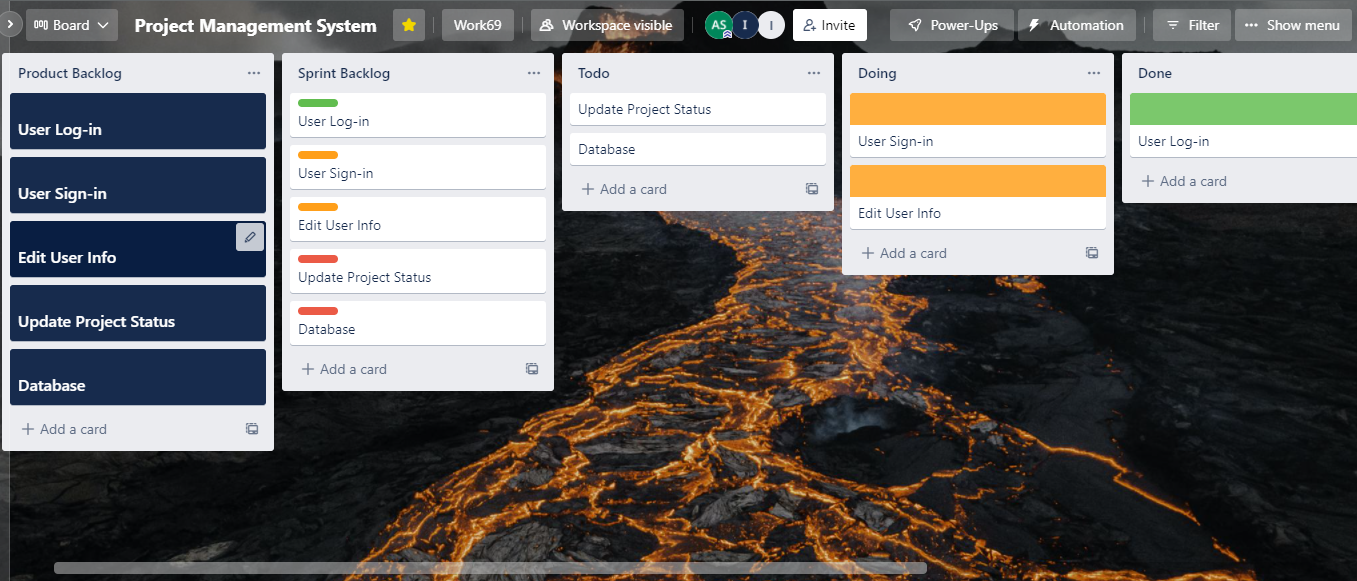 Board
Project Management System
Work69
Workspace visible
AS
I
I
Invite
Power-Ups
Automation
Filter
Show menu
Product Backlog
User Log-in
User Sign-in
Edit User Info
Update Project Status
Database
Add a card
Sprint Backlog
User Log-in
User Sign-in
Edit User Info
Update Project Status
Database
Add a card
Todo
Update Project Status
Database
Add a card
Doing
User Sign-in
Edit User Info
Add a card
Done
User Log-in
Add a card